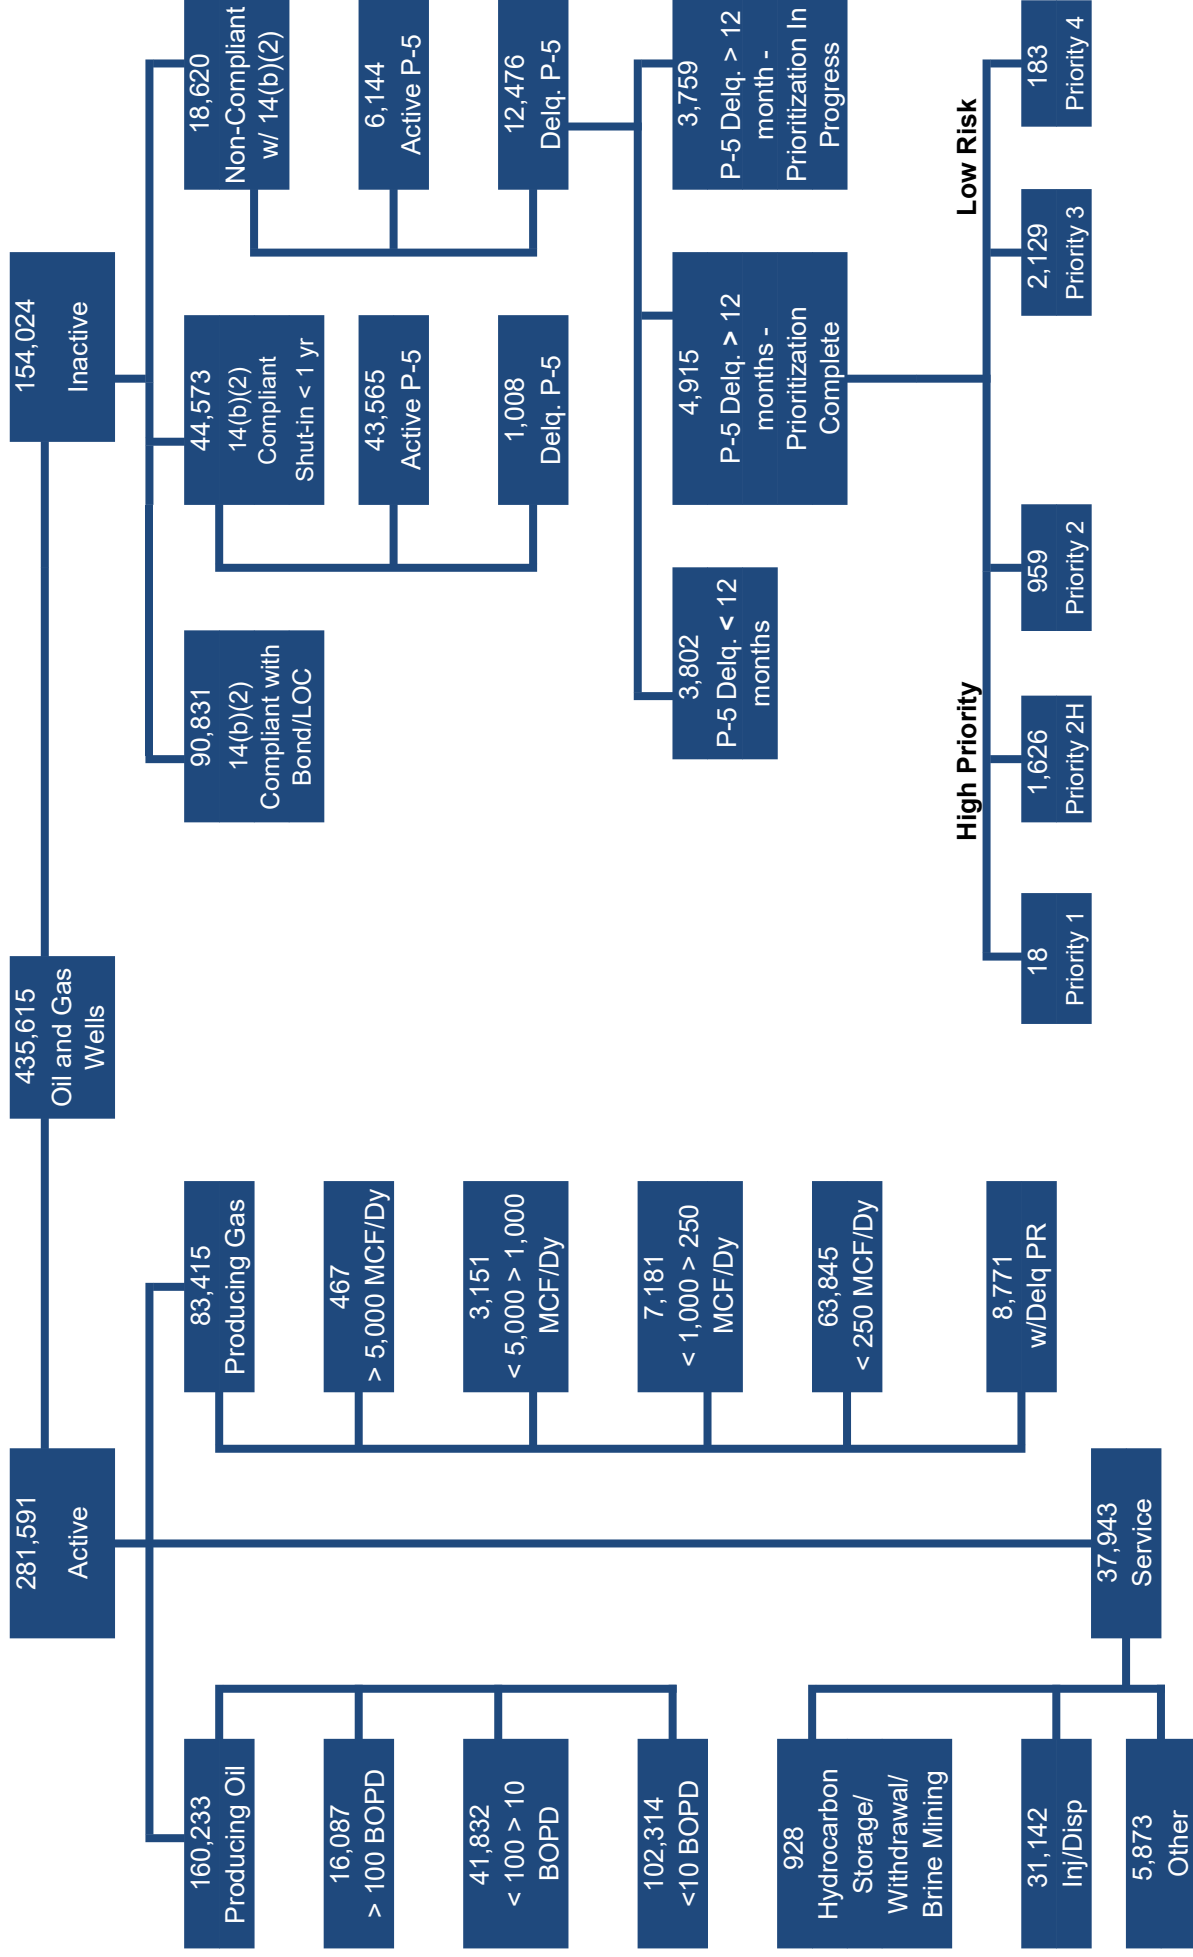 435,615
Oil and Gas
Wells
281,591
Active
154,024
Inactive
160,233
Producing Oil
16,087
> 100 BOPD
41,832
< 100 > 10
BOPD
102,314
<10 BOPD
83,415
Producing Gas
467
> 5,000 MCF/Dy
3,151
< 5,000 > 1,000
MCF/Dy
7,181
< 1,000 > 250
MCF/Dy
63,845
< 250 MCF/Dy
8,771
w/Delq PR
37,943
Service
928
Hydrocarbon
Storage/
Withdrawal/
Brine Mining
31,142
Inj/Disp
5,873
Other
90,831
14(b)(2)
Compliant with
Bond/LOC
44,573
14(b)(2)
Compliant
Shut-in < 1 yr
43,565
Active P-5
1,008
Delq. P-5
18,620
Non-Compliant
w/ 14(b)(2)
6,144
Active P-5
12,476
Delq. P-5
3,802
P-5 Delq. < 12
months
4,915
P-5 Delq. > 12
months -
Prioritization
Complete
3,759
P-5 Delq. > 12
month -
Prioritization In
Progress
High Priority
Low Risk
18
Priority 1
1,626
Priority 2H
959
Priority 2
2,129
Priority 3
183
Priority 4